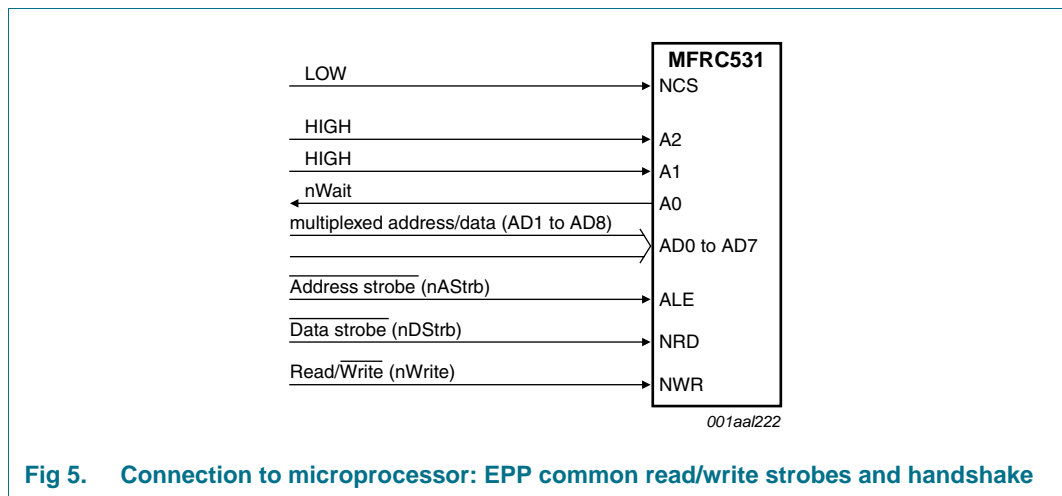 MFRC531
LOW
NCS
HIGH
A2
HIGH
A1
nWait
A0
multiplexed address/data (AD1 to AD8)
AD0 to AD7
Address strobe (nAStrb)
ALE
Data strobe (nDStrb)
NRD
Read/Write (nWrite)
NWR
001aal222
Fig 5. Connection to microprocessor: EPP common read/write strobes and handshake